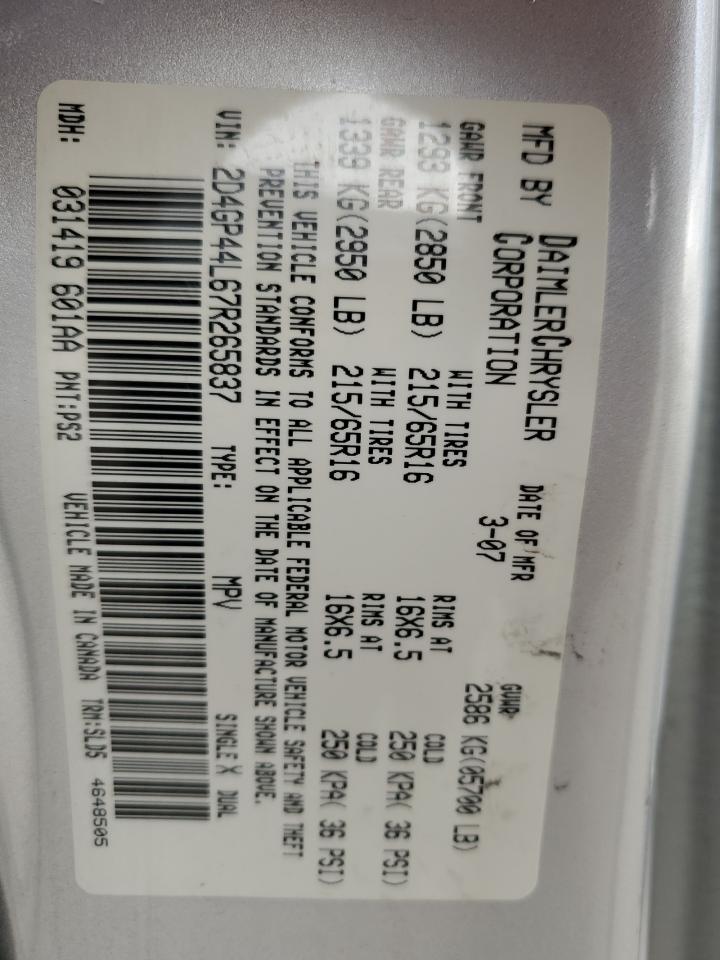 MFD BY DAIMLERCHRYSLER CORPORATION DATE OF MFR 3-07 GVWR 2586 KG(05700 LB)
GAWR FRONT WITH TIRES RIMS AT COLD
1293 KG(2850 LB) 215/65R16 16X6.5 250 KPA( 36 PSI)
GAWR REAR WITH TIRES RIMS AT COLD
1339 KG(2950 LB) 215/65R16 16X6.5 250 KPA( 36 PSI)
THIS VEHICLE CONFORMS TO ALL APPLICABLE FEDERAL MOTOR VEHICLE SAFETY AND THEFT
PREVENTION STANDARDS IN EFFECT ON THE DATE OF MANUFACTURE SHOWN ABOVE.
VIN: 2D4GP44L67R265837 TYPE: MPV SINGLE X DUAL
MDH: 031419 601AA PNT:PS2 VEHICLE MADE IN CANADA TRM:SLD5 4648505